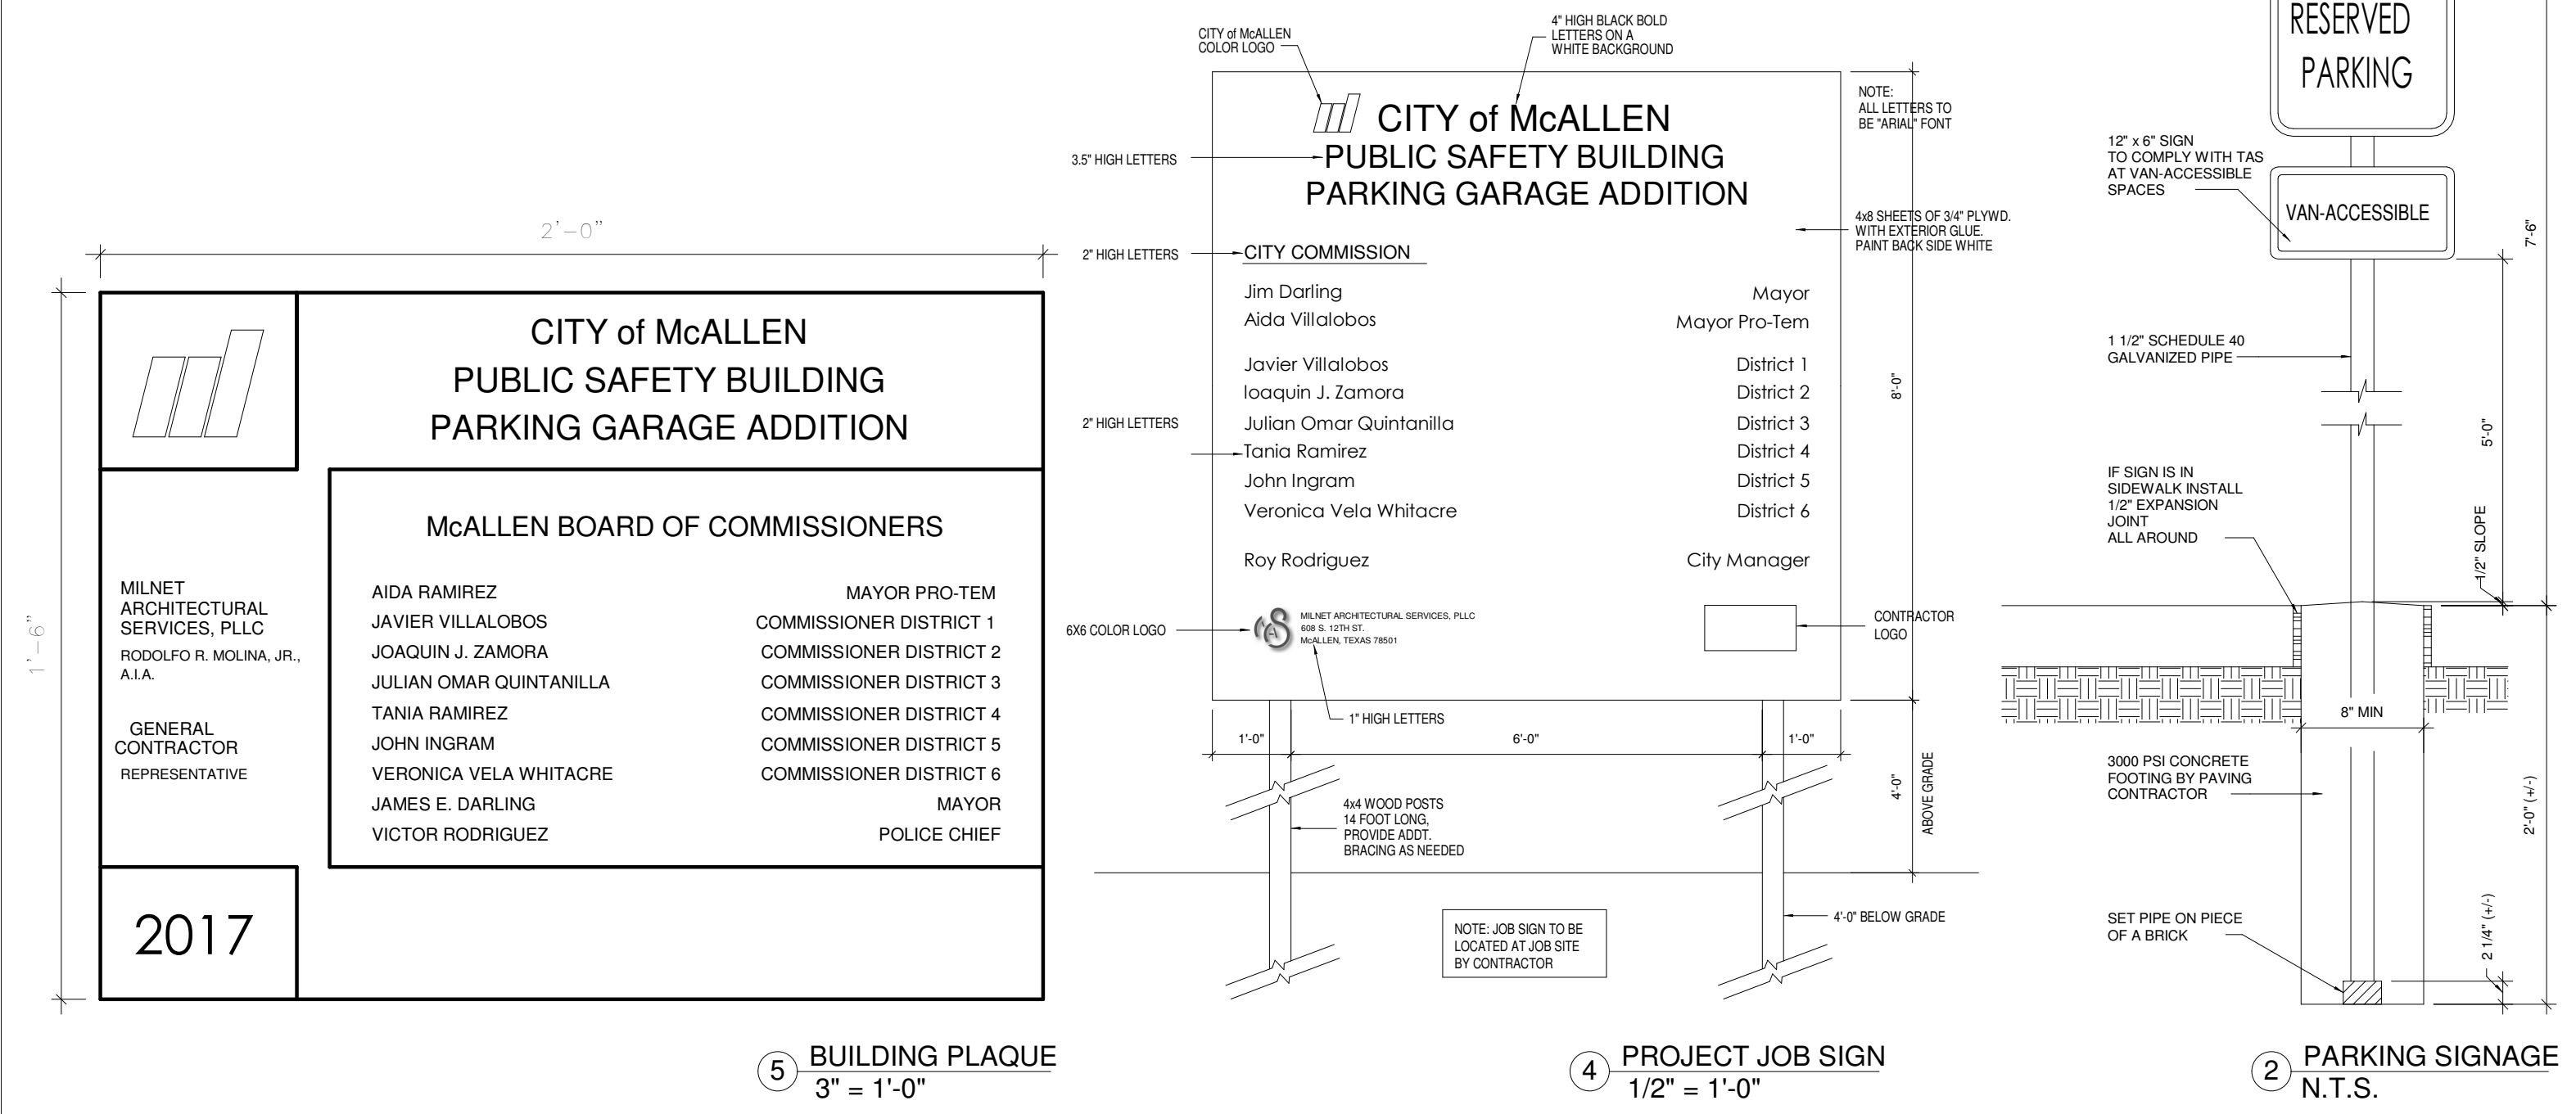 2'-0"
1'-6"
CITY of McALLEN
PUBLIC SAFETY BUILDING
PARKING GARAGE ADDITION
McALLEN BOARD OF COMMISSIONERS
AIDA RAMIREZ MAYOR PRO-TEM
JAVIER VILLALOBOS COMMISSIONER DISTRICT 1
JOAQUIN J. ZAMORA COMMISSIONER DISTRICT 2
JULIAN OMAR QUINTANILLA COMMISSIONER DISTRICT 3
TANIA RAMIREZ COMMISSIONER DISTRICT 4
JOHN INGRAM COMMISSIONER DISTRICT 5
VERONICA VELA WHITACRE COMMISSIONER DISTRICT 6
JAMES E. DARLING MAYOR
VICTOR RODRIGUEZ POLICE CHIEF
MILNET
ARCHITECTURAL
SERVICES, PLLC
RODOLFO R. MOLINA, JR.,
A.I.A.
GENERAL
CONTRACTOR
REPRESENTATIVE
2017
5 BUILDING PLAQUE
3" = 1'-0"
CITY of McALLEN
COLOR LOGO
4" HIGH BLACK BOLD
LETTERS ON A
WHITE BACKGROUND
NOTE:
ALL LETTERS TO
BE "ARIAL" FONT
CITY of McALLEN
3.5" HIGH LETTERS
PUBLIC SAFETY BUILDING
PARKING GARAGE ADDITION
4x8 SHEETS OF 3/4" PLYWD.
WITH EXTERIOR GLUE.
PAINT BACK SIDE WHITE
2" HIGH LETTERS
CITY COMMISSION
Jim Darling Mayor
Aida Villalobos Mayor Pro-Tem
Javier Villalobos District 1
Ioaquin J. Zamora District 2
2" HIGH LETTERS
Julian Omar Quintanilla District 3
Tania Ramirez District 4
John Ingram District 5
Veronica Vela Whitacre District 6
Roy Rodriguez City Manager
8'-0"
6X6 COLOR LOGO
MAS
MILNET ARCHITECTURAL SERVICES, PLLC
608 S. 12TH ST.
McALLEN, TEXAS 78501
CONTRACTOR
LOGO
1" HIGH LETTERS
1'-0" 6'-0" 1'-0"
4'-0"
ABOVE GRADE
4x4 WOOD POSTS
14 FOOT LONG,
PROVIDE ADDT.
BRACING AS NEEDED
4'-0" BELOW GRADE
NOTE: JOB SIGN TO BE
LOCATED AT JOB SITE
BY CONTRACTOR
4 PROJECT JOB SIGN
1/2" = 1'-0"
RESERVED
PARKING
12" x 6" SIGN
TO COMPLY WITH TAS
AT VAN-ACCESSIBLE
SPACES
VAN-ACCESSIBLE
7'-6"
1 1/2" SCHEDULE 40
GALVANIZED PIPE
5'-0"
IF SIGN IS IN
SIDEWALK INSTALL
1/2" EXPANSION
JOINT
ALL AROUND
1/2" SLOPE
8" MIN
3000 PSI CONCRETE
FOOTING BY PAVING
CONTRACTOR
2'-0" (+/-)
SET PIPE ON PIECE
OF A BRICK
2 1/4" (+/-)
2 PARKING SIGNAGE
N.T.S.